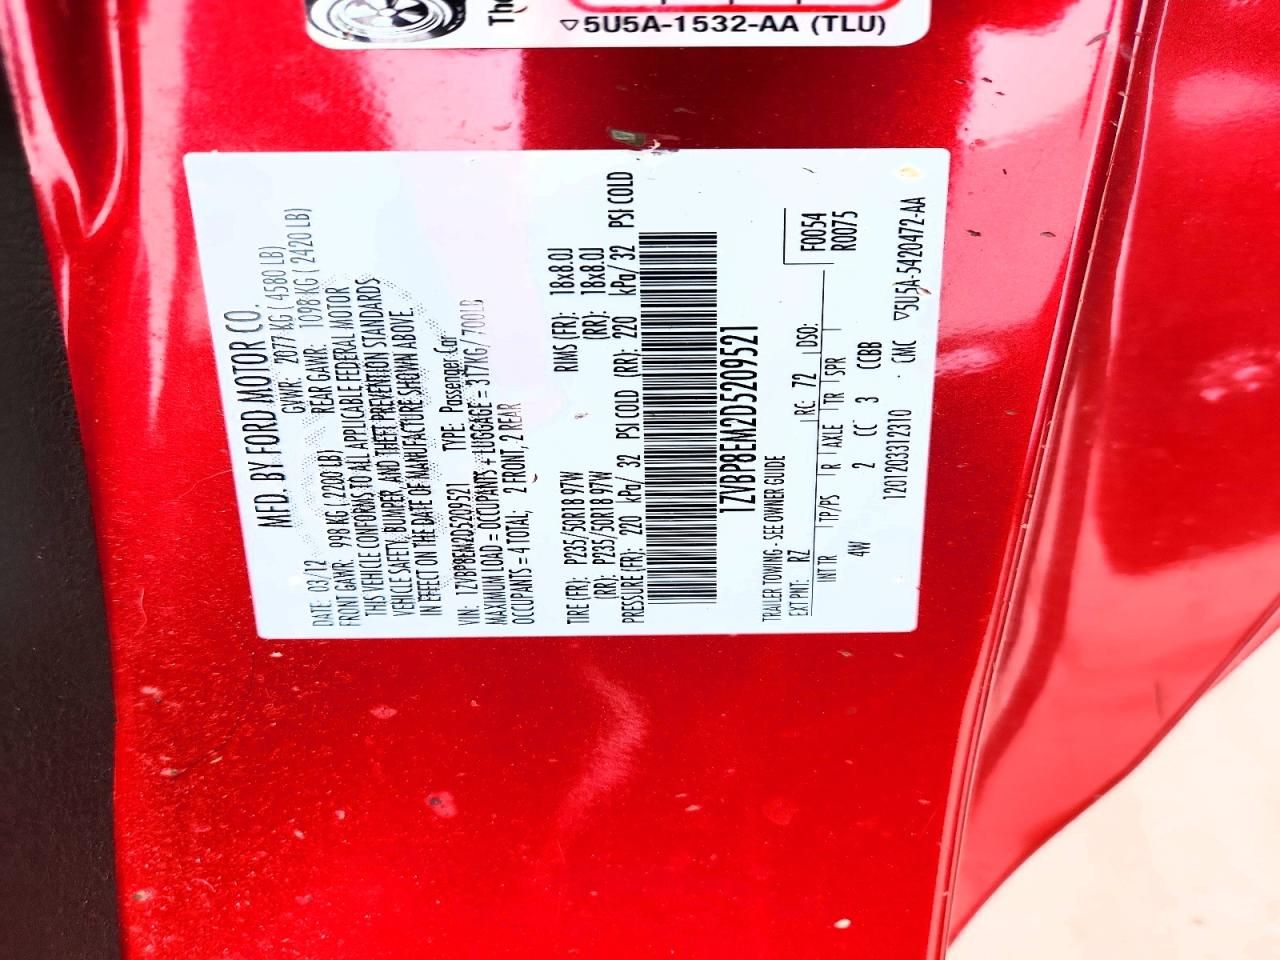 The
▽5U5A-1532-AA (TLU)
MFD. BY FORD MOTOR CO.
DATE: 03/12 GVWR: 2077 KG ( 4580 LB)
FRONT GAWR: 998 KG ( 2200 LB) REAR GAWR: 1098 KG ( 2420 LB)
THIS VEHICLE CONFORMS TO ALL APPLICABLE FEDERAL MOTOR
VEHICLE SAFETY, BUMPER, AND THEFT PREVENTION STANDARDS
IN EFFECT ON THE DATE OF MANUFACTURE SHOWN ABOVE.
VIN: 1ZVBP8EM2D5209521 TYPE: Passenger Car
MAXIMUM LOAD = OCCUPANTS + LUGGAGE = 317KG/ 700LB
OCCUPANTS = 4 TOTAL; 2 FRONT, 2 REAR
TIRE (FR): P235/50R18 97W RMS (FR): 18x8.0J
(RR): P235/50R18 97W (RR): 18x8.0J
PRESSURE (FR): 220 kPa/ 32 PSI COLD (RR): 220 kPa/ 32 PSI COLD
1ZVBP8EM2D5209521
TRAILER TOWING - SEE OWNER GUIDE
EXT PNT: RZ RC: 72 DSO: F0054
R0075
INT TR TP/PS R AXLE TR SPR
4W 2 CC 3 CCBB
1201203312310 CMC ▽5U5A-5420472-AA